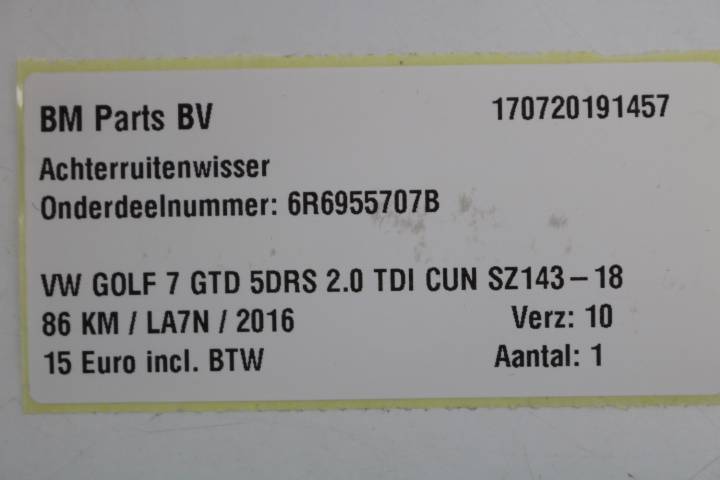 BM Parts BV 170720191457
Achterruitenwisser
Onderdeelnummer: 6R6955707B
VW GOLF 7 GTD 5DRS 2.0 TDI CUN SZ143-18
86 KM / LA7N / 2016 Verz: 10
15 Euro incl. BTW Aantal: 1